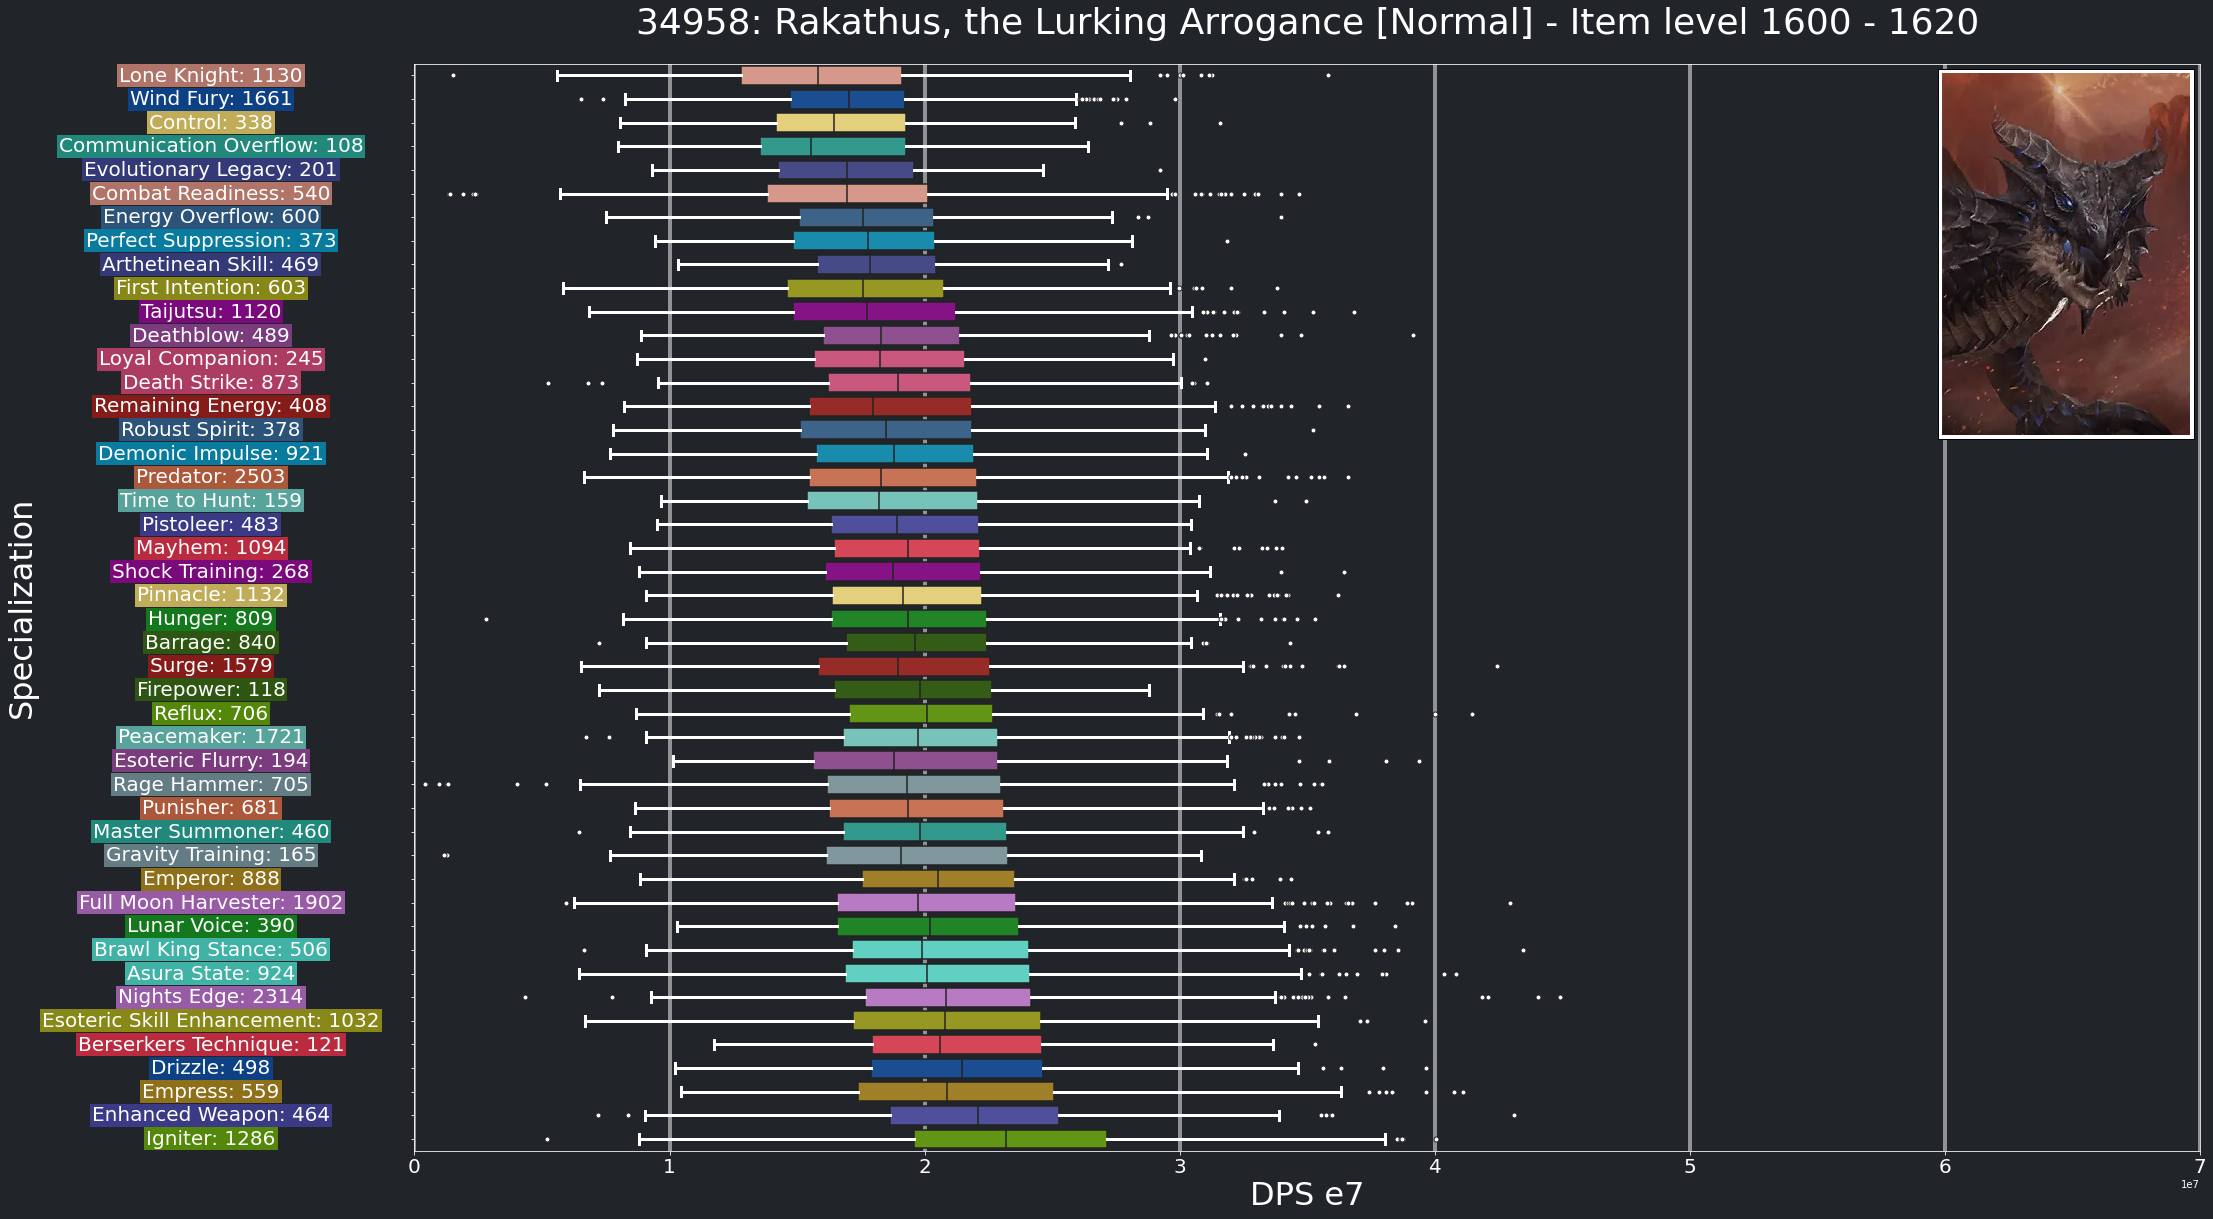 34958: Rakathus, the Lurking Arrogance [Normal] - Item level 1600 - 1620
Specialization
Lone Knight: 1130
Wind Fury: 1661
Control: 338
Communication Overflow: 108
Evolutionary Legacy: 201
Combat Readiness: 540
Energy Overflow: 600
Perfect Suppression: 373
Arthetinean Skill: 469
First Intention: 603
Taijutsu: 1120
Deathblow: 489
Loyal Companion: 245
Death Strike: 873
Remaining Energy: 408
Robust Spirit: 378
Demonic Impulse: 921
Predator: 2503
Time to Hunt: 159
Pistoleer: 483
Mayhem: 1094
Shock Training: 268
Pinnacle: 1132
Hunger: 809
Barrage: 840
Surge: 1579
Firepower: 118
Reflux: 706
Peacemaker: 1721
Esoteric Flurry: 194
Rage Hammer: 705
Punisher: 681
Master Summoner: 460
Gravity Training: 165
Emperor: 888
Full Moon Harvester: 1902
Lunar Voice: 390
Brawl King Stance: 506
Asura State: 924
Nights Edge: 2314
Esoteric Skill Enhancement: 1032
Berserkers Technique: 121
Drizzle: 498
Empress: 559
Enhanced Weapon: 464
Igniter: 1286
0 1 2 3 4 5 6 7
1e7
DPS e7